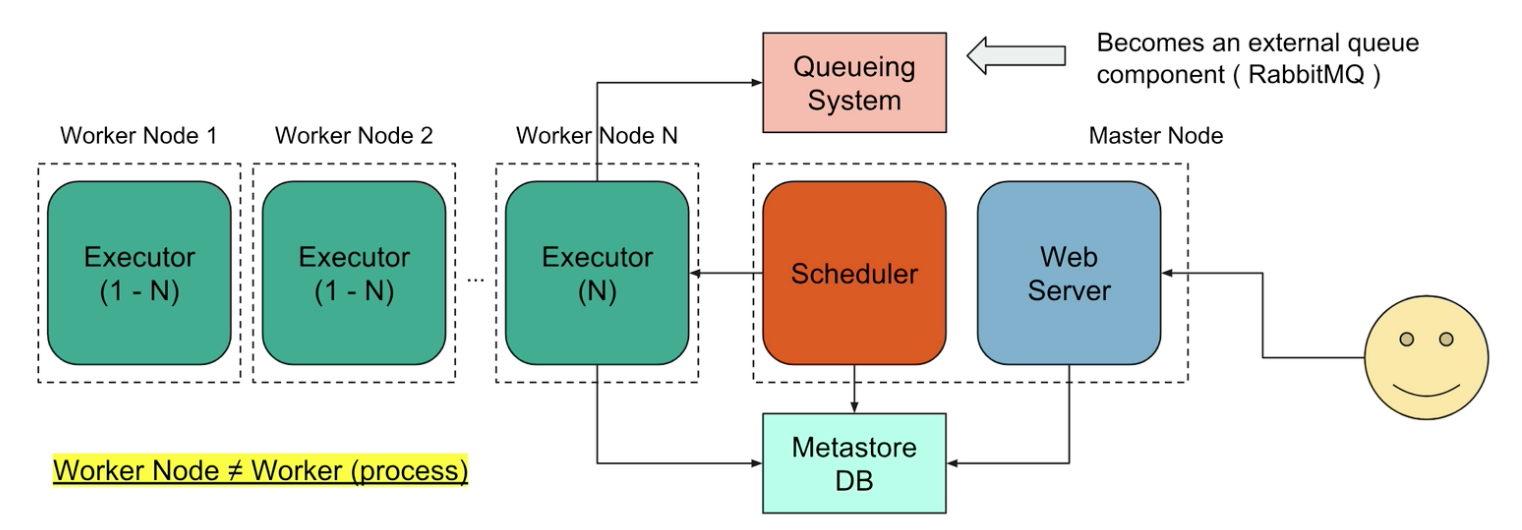 Becomes an external queue
component ( RabbitMQ )
Queueing
System
Worker Node 1
Worker Node 2
Worker Node N
Master Node
Executor
(1 - N)
Executor
(1 - N)
...
Executor
(N)
Scheduler
Web
Server
Metastore
DB
Worker Node ≠ Worker (process)